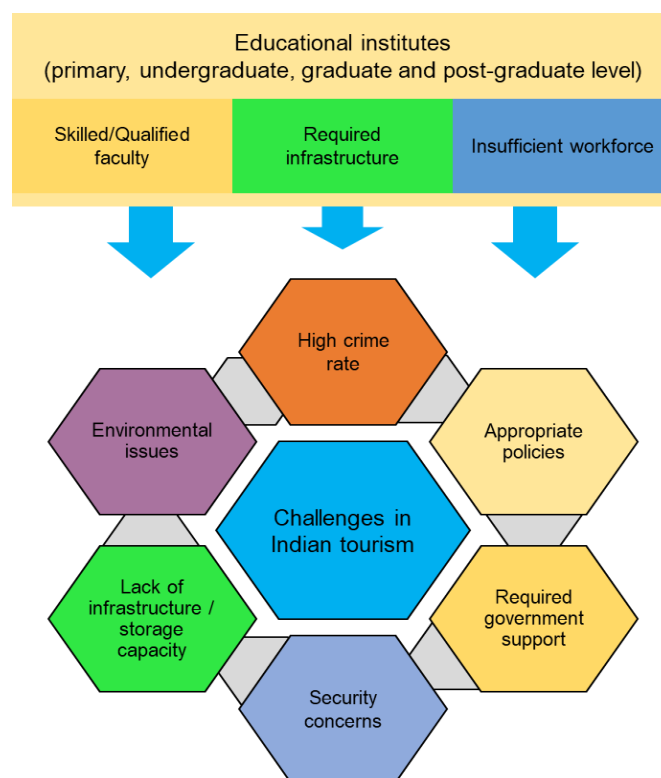 Educational institutes
(primary, undergraduate, graduate and post-graduate level)
Skilled/Qualified
faculty
Required
infrastructure
Insufficient workforce
High crime
rate
Environmental
issues
Appropriate
policies
Challenges in
Indian tourism
Lack of
infrastructure /
storage
capacity
Required
government
support
Security
concerns